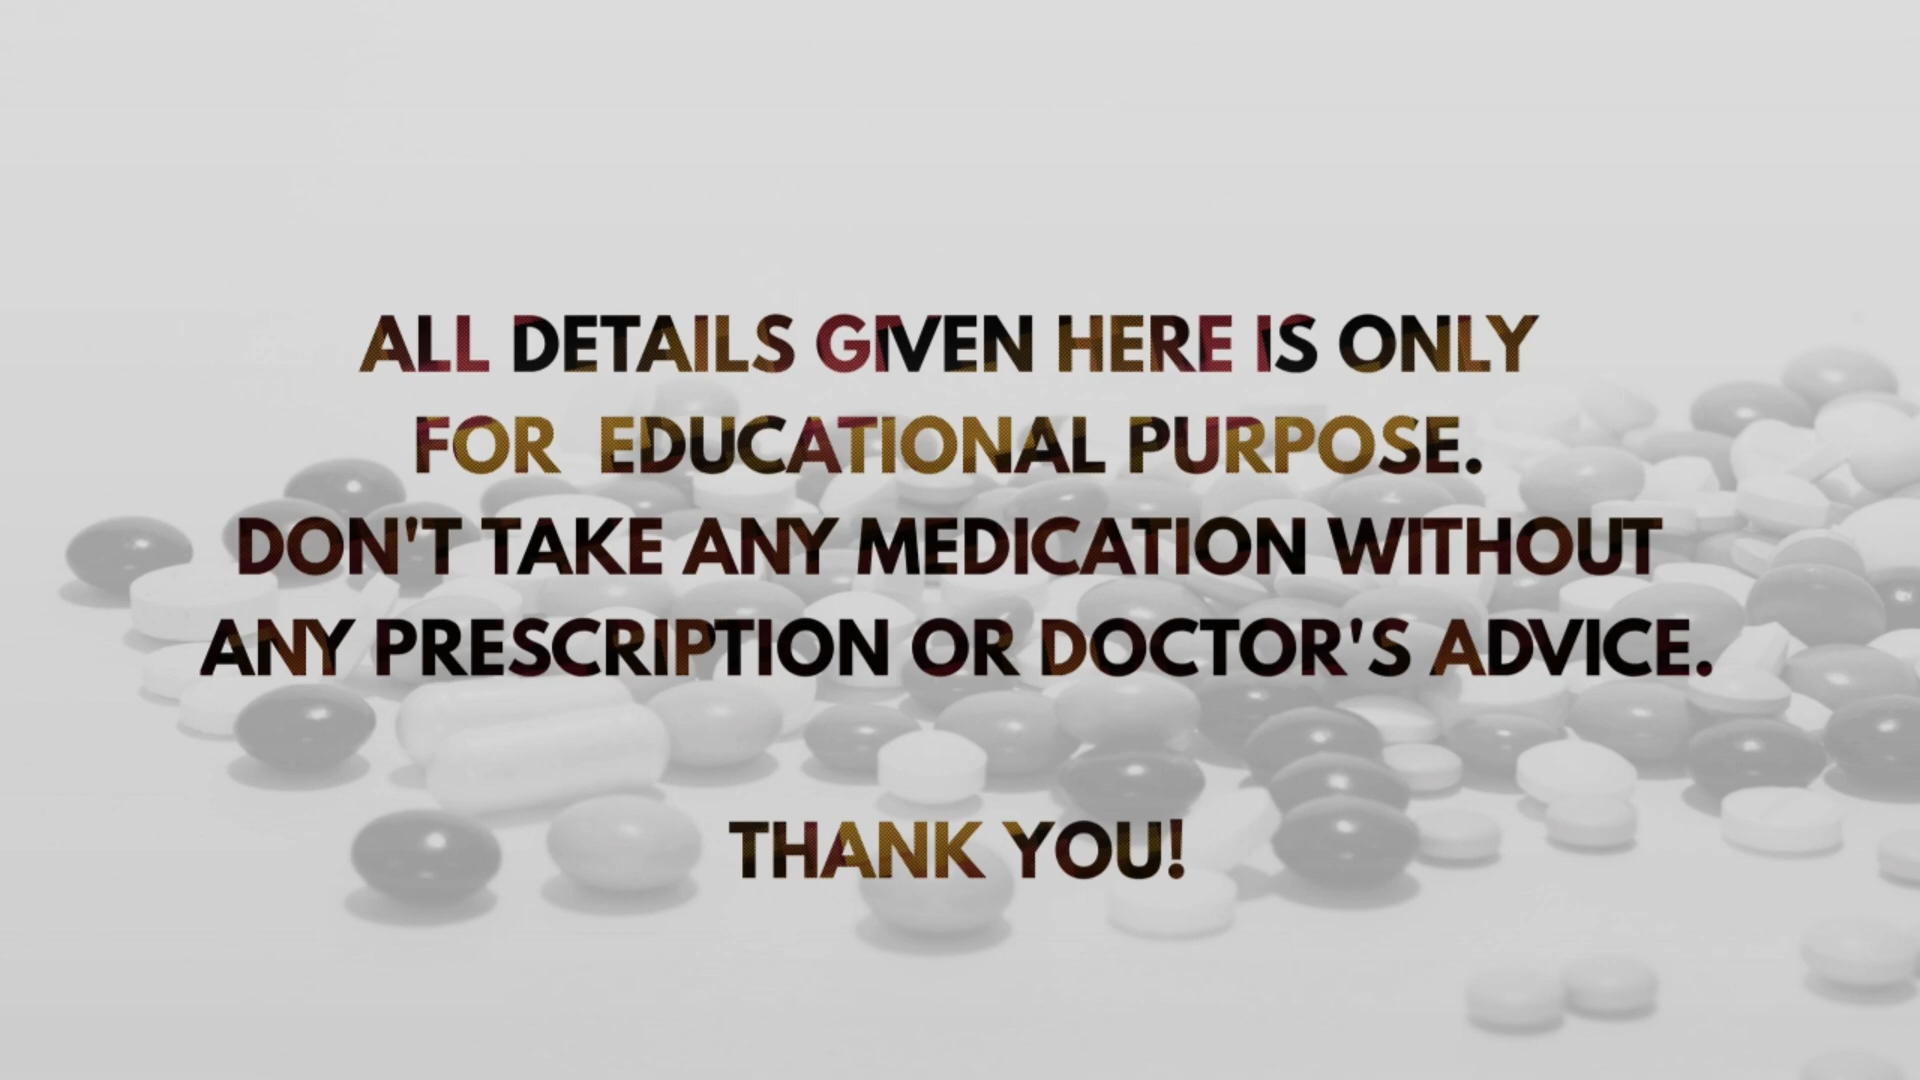 ALL DETAILS GIVEN HERE IS ONLY
FOR EDUCATIONAL PURPOSE.
DON'T TAKE ANY MEDICATION WITHOUT
ANY PRESCRIPTION OR DOCTOR'S ADVICE.
THANK YOU!